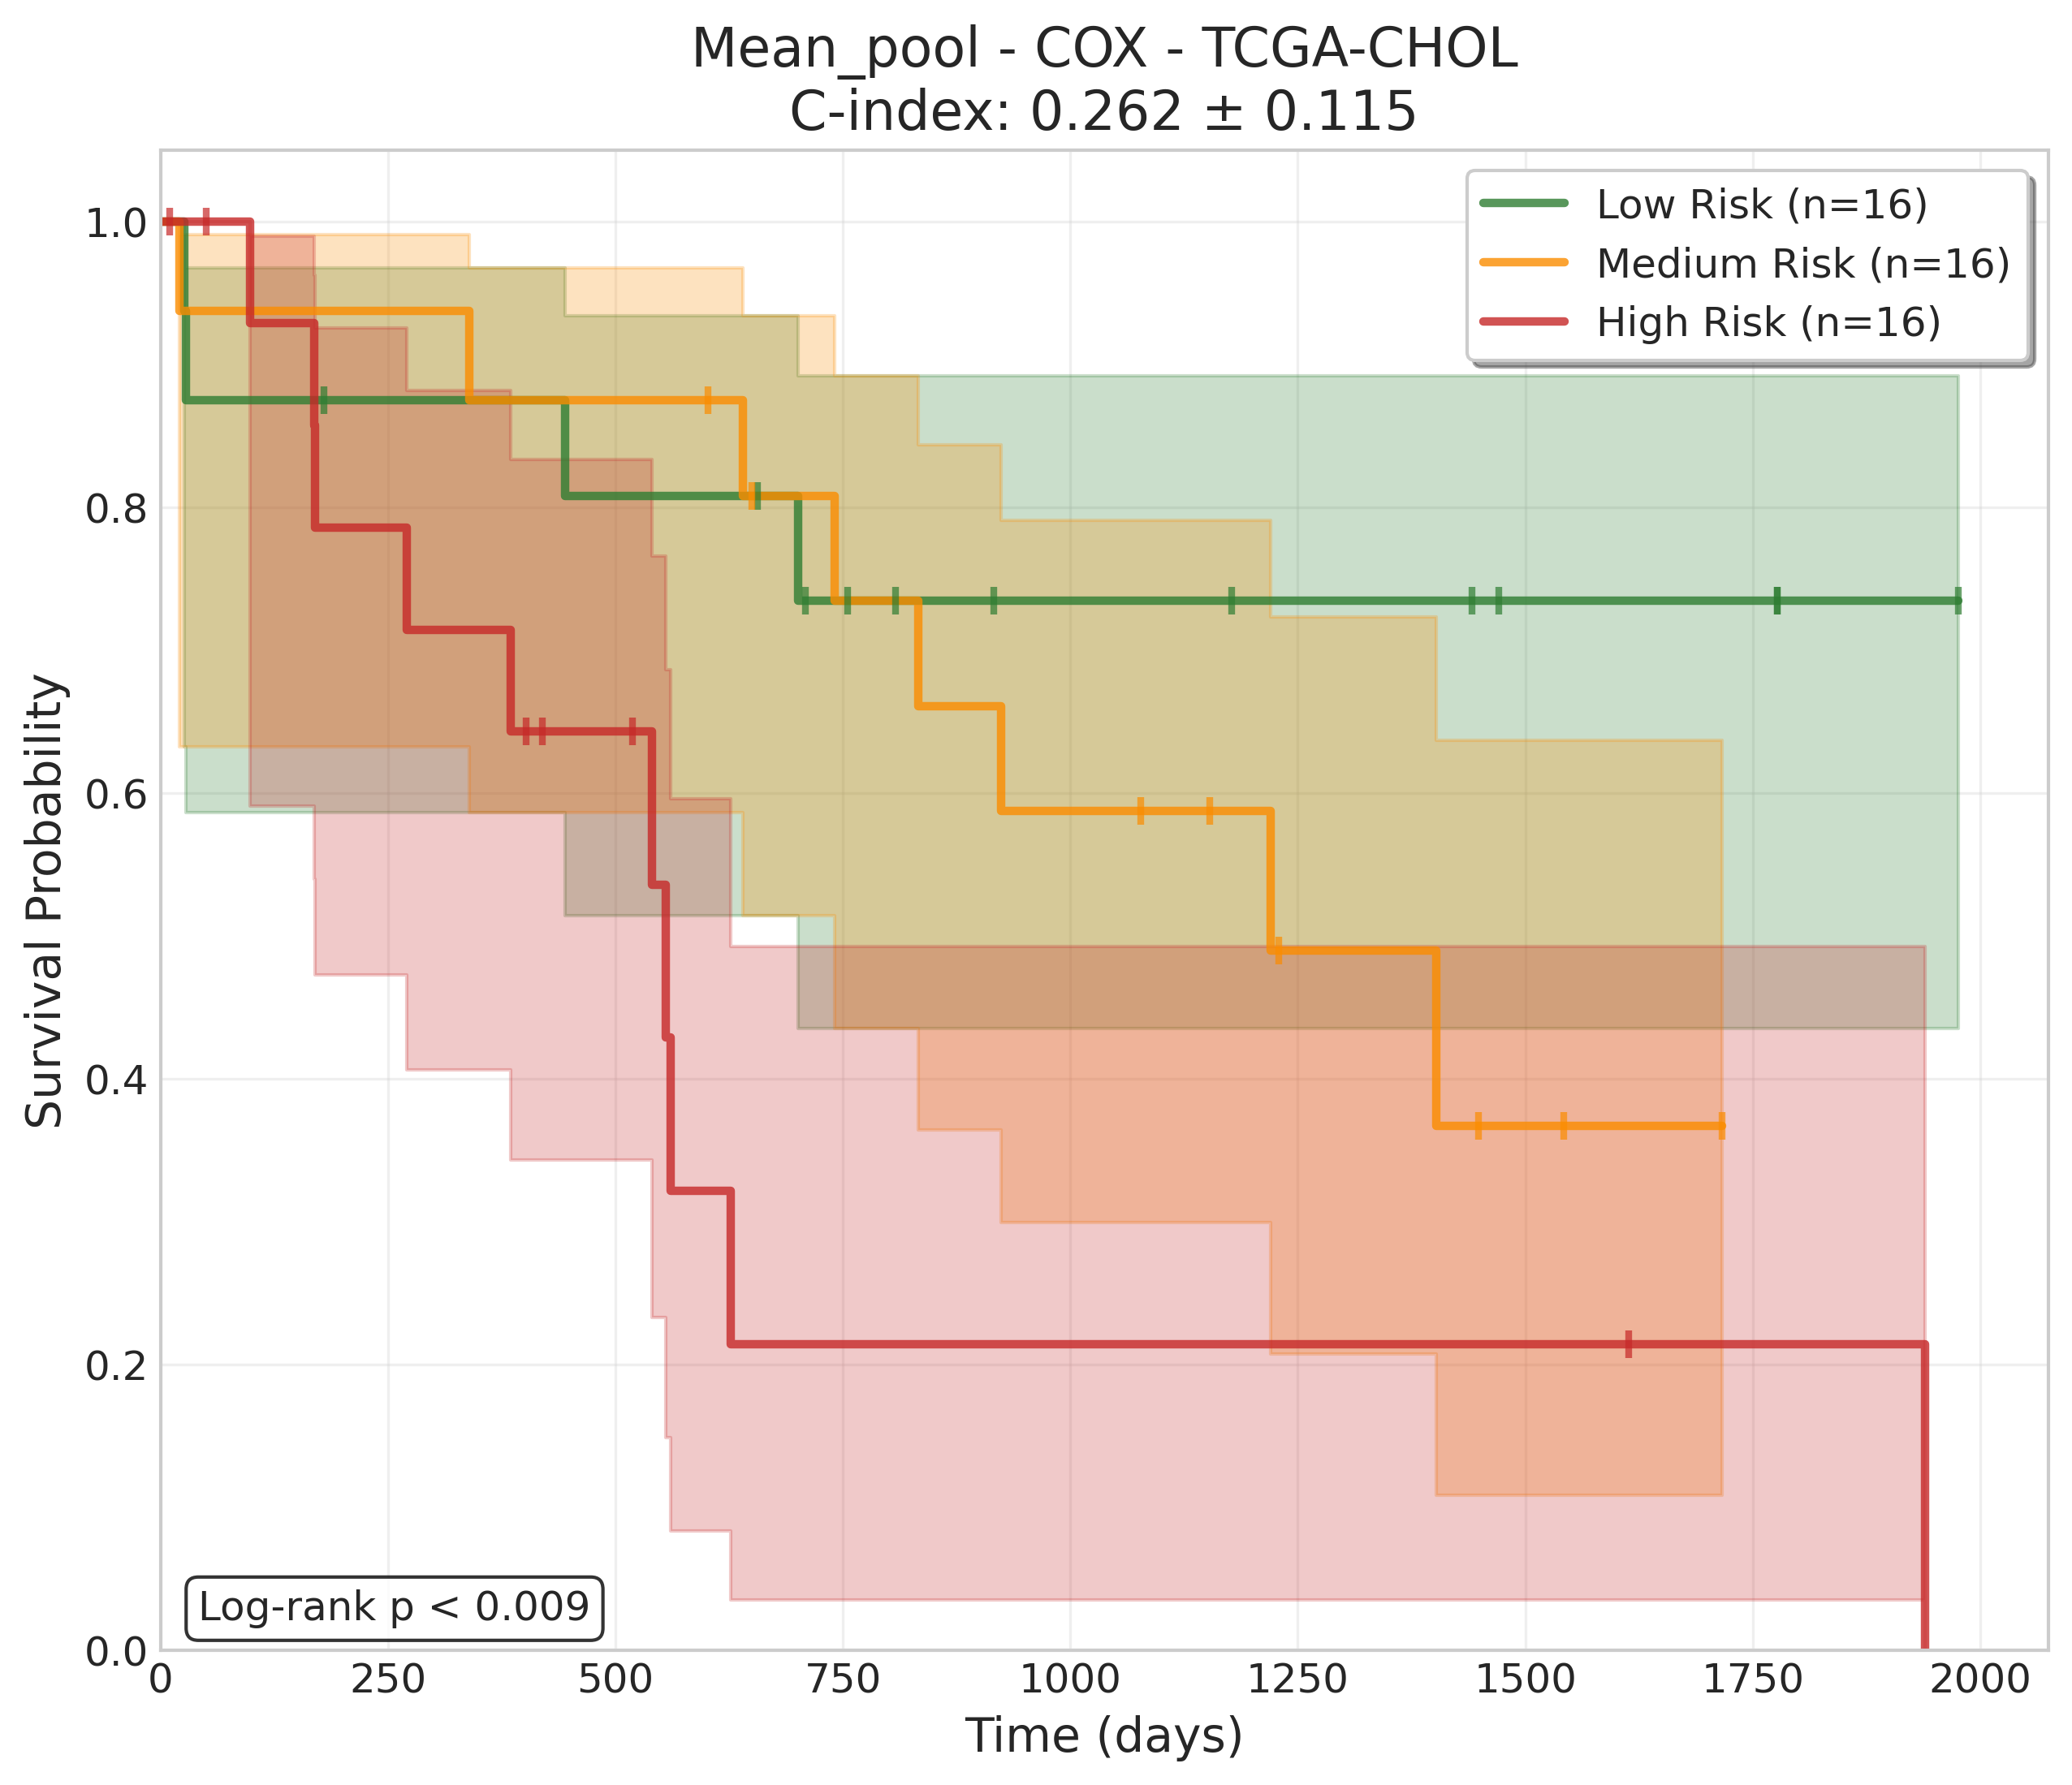 Mean_pool - COX - TCGA-CHOL
C-index: 0.262 ± 0.115
Low Risk (n=16)
Medium Risk (n=16)
High Risk (n=16)
Survival Probability
1.0
0.8
0.6
0.4
0.2
0.0
Log-rank p < 0.009
0 250 500 750 1000 1250 1500 1750 2000
Time (days)